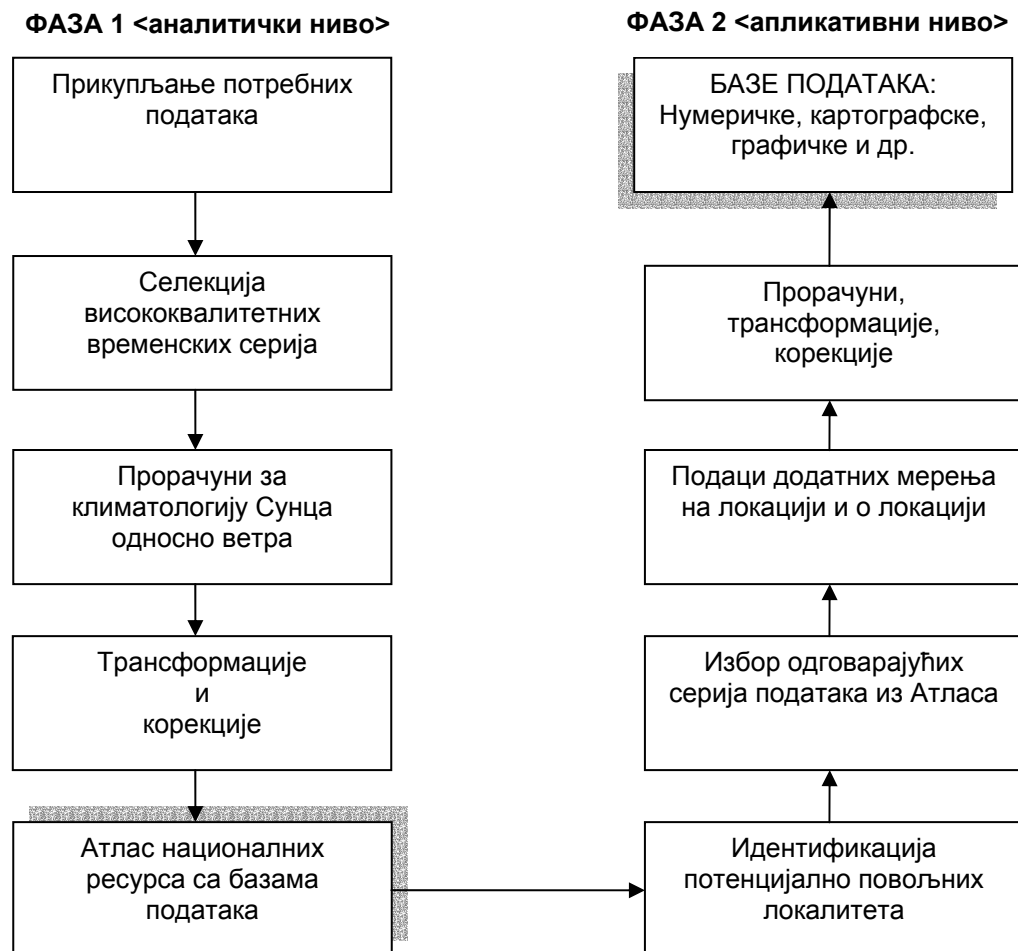 ФАЗА 1 <аналитички ниво>
Прикупљање потребних
података
Селекција
висококвалитетних
временских серија
Прорачуни за
климатологију Сунца
односно ветра
Трансформације
и
корекције
Атлас националних
ресурса са базама
података
ФАЗА 2 <апликативни ниво>
БАЗЕ ПОДАТАКА:
Нумеричке, картографске,
графичке и др.
Прорачуни,
трансформације,
корекције
Подаци додатних мерења
на локацији и о локацији
Избор одговарајућих
серија података из Атласа
Идентификација
потенцијално повољних
локалитета